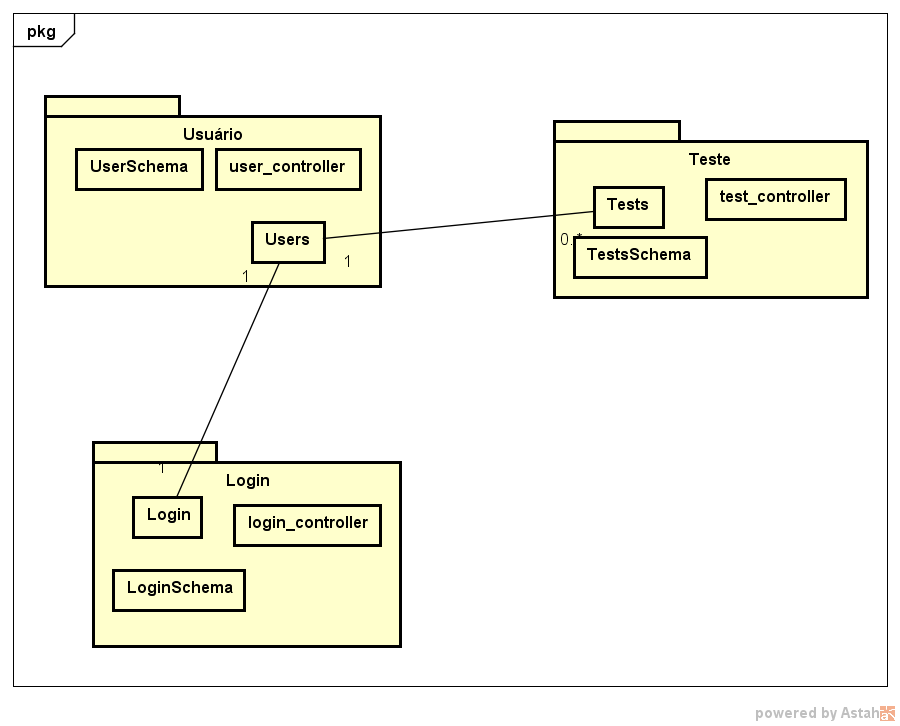 pkg
Usuário
UserSchema
user_controller
Users
1
1
Teste
Tests
test_controller
0..*
TestsSchema
1
Login
Login
login_controller
LoginSchema
powered by Astah